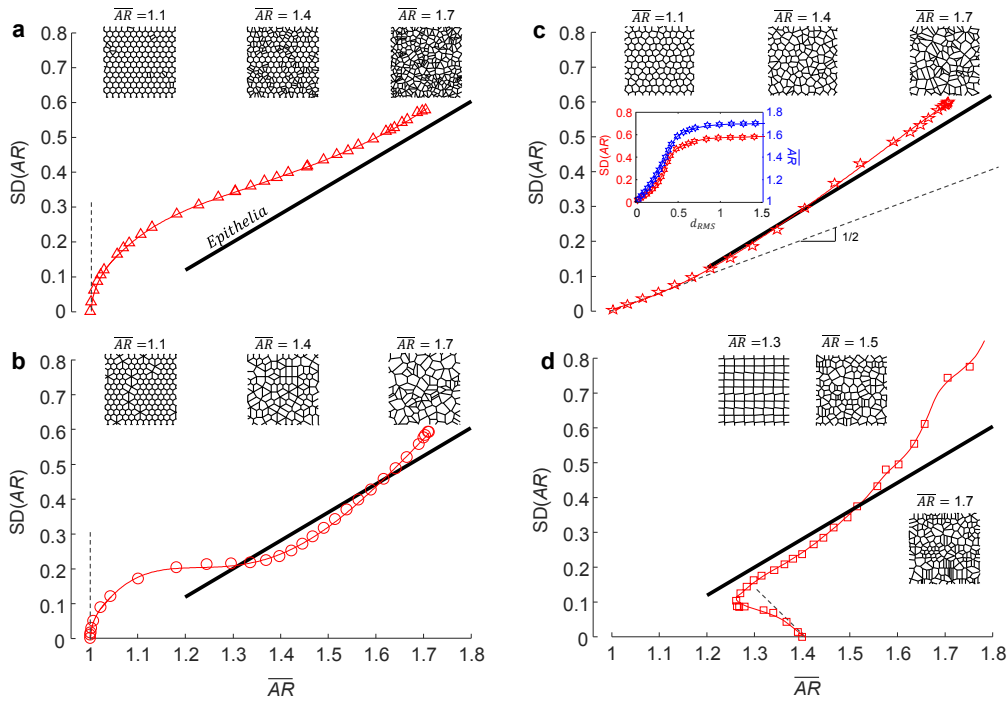 a
AR = 1.1
AR = 1.4
AR = 1.7
0.8
0.7
0.6
0.5
0.4
0.3
0.2
0.1
0
SD(AR)
Epithelia
c
AR = 1.1
AR = 1.4
AR = 1.7
0.8
0.7
0.6
0.5
0.4
0.3
0.2
0.1
0
SD(AR)
0.8
0.6
0.4
0.2
0
SD(AR)
1.8
1.6
1.4
1.2
1
AR
0
0.5
1.0
1.5
d_RMS
1/2
b
AR = 1.1
AR = 1.4
AR = 1.7
0.8
0.7
0.6
0.5
0.4
0.3
0.2
0.1
0
SD(AR)
1 1.1 1.2 1.3 1.4 1.5 1.6 1.7 1.8
AR
d
AR =1.3
AR = 1.5
AR = 1.7
0.8
0.7
0.6
0.5
0.4
0.3
0.2
0.1
0
SD(AR)
1 1.1 1.2 1.3 1.4 1.5 1.6 1.7 1.8
AR